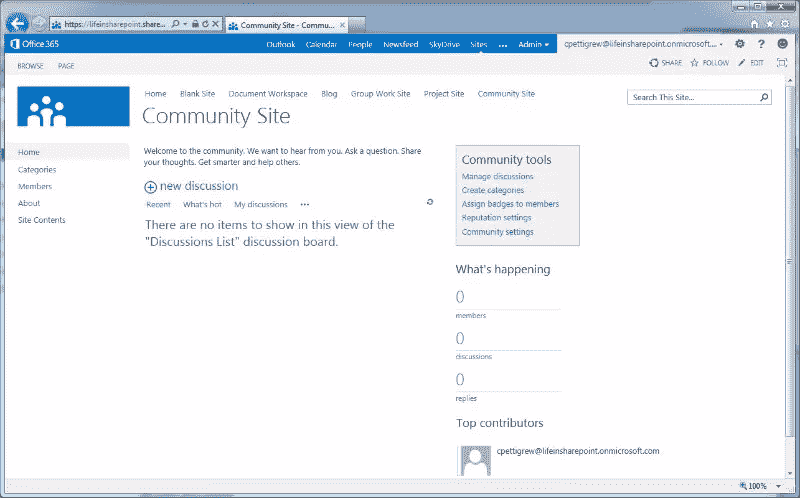 https://lifeinsharepoint.share...
Community Site - Commu...
Office 365
Outlook Calendar People Newsfeed SkyDrive Sites ... Admin
cpettigrew@lifeinsharepoint.onmicrosoft....
?
BROWSE PAGE
SHARE FOLLOW EDIT
Home Blank Site Document Workspace Blog Group Work Site Project Site Community Site
Search This Site...
Community Site
Home
Categories
Members
About
Site Contents
Welcome to the community. We want to hear from you. Ask a question. Share
your thoughts. Get smarter and help others.
new discussion
Recent What's hot My discussions ...
There are no items to show in this view of the
"Discussions List" discussion board.
Community tools
Manage discussions
Create categories
Assign badges to members
Reputation settings
Community settings
What's happening
0
members
0
discussions
0
replies
Top contributors
cpettigrew@lifeinsharepoint.onmicrosoft.com
100%